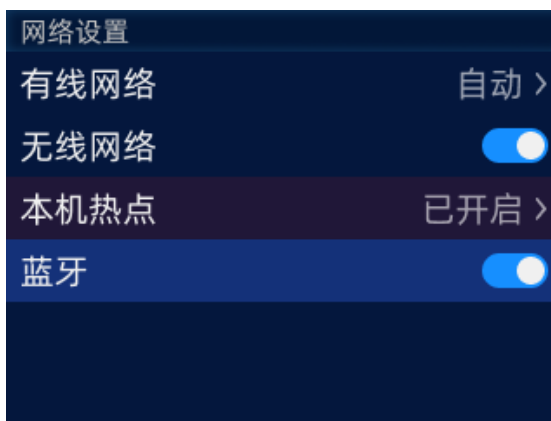 网络设置
有线网络 自动 >
无线网络
本机热点 已开启 >
蓝牙